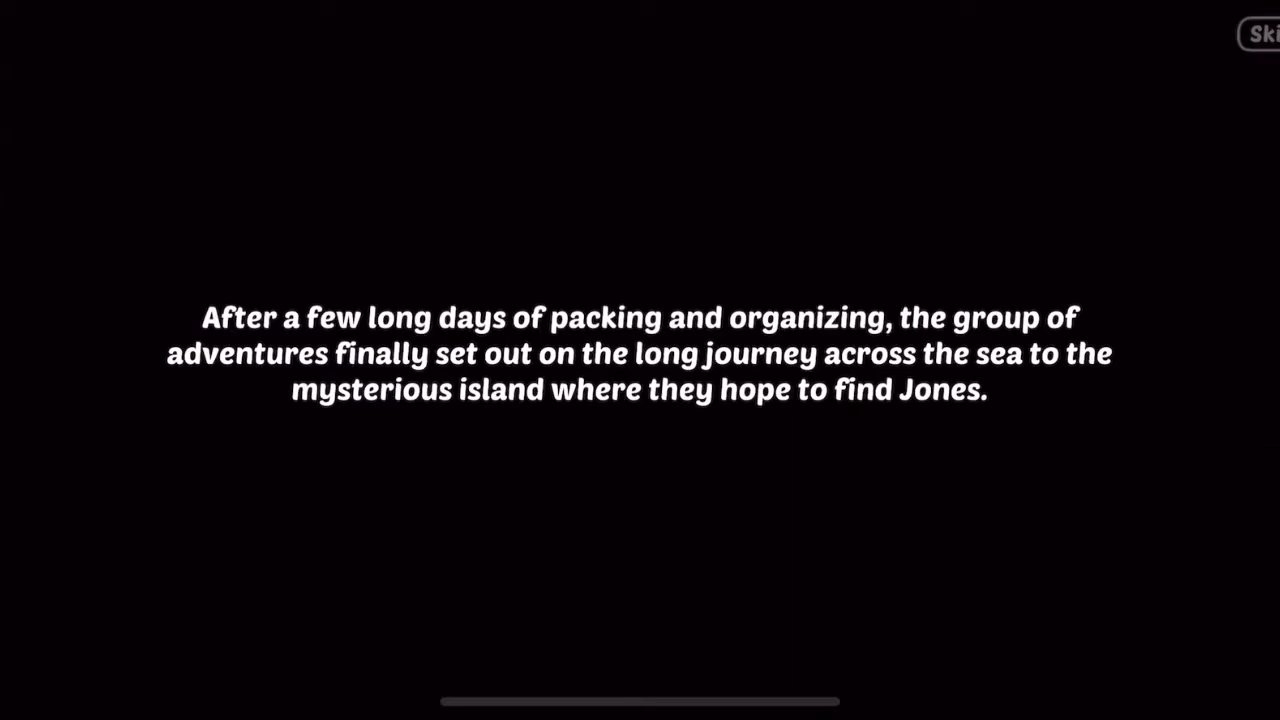 Ski
After a few long days of packing and organizing, the group of
adventures finally set out on the long journey across the sea to the
mysterious island where they hope to find Jones.